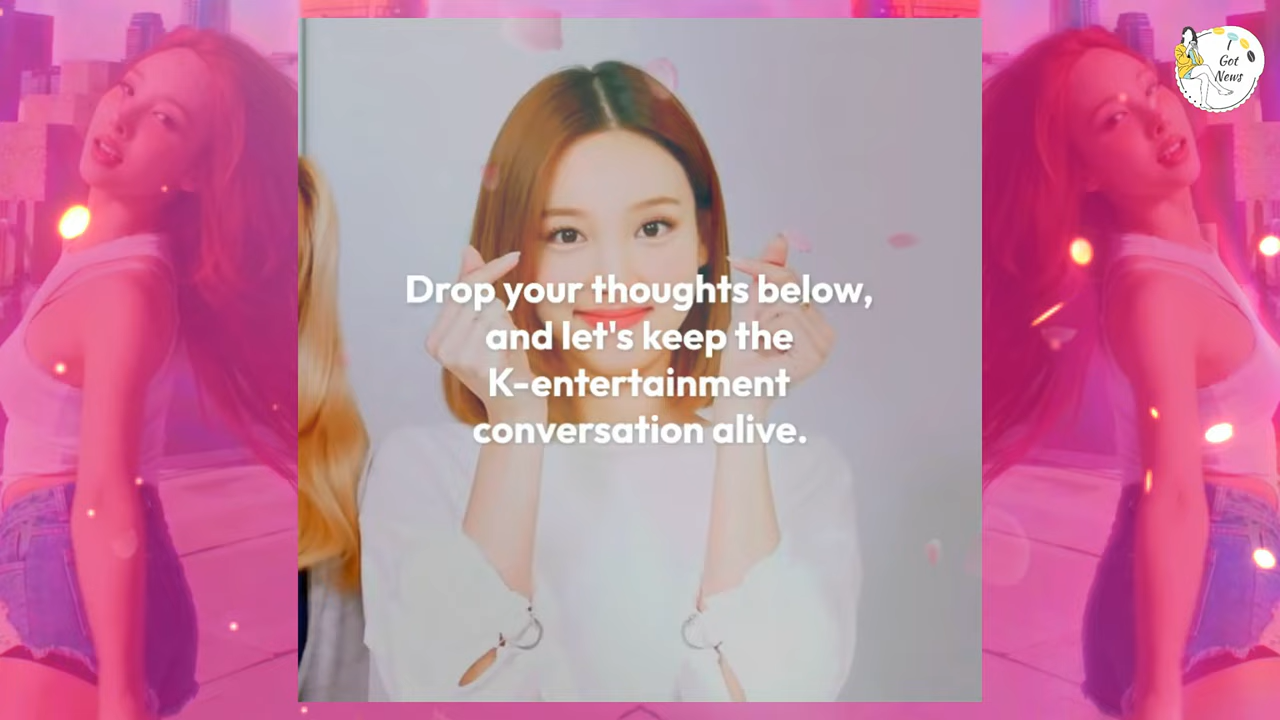 I
Got
News
Drop your thoughts below,
and let's keep the
K-entertainment
conversation alive.